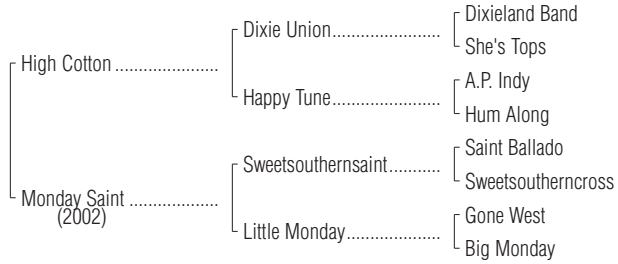 Dixieland Band
Dixie Union.....................
She's Tops
High Cotton .....................
A.P. Indy
Happy Tune.....................
Hum Along
Saint Ballado
Sweetsouthernsaint...........
Sweetsoutherncross
Monday Saint ..................
(2002)
Gone West
Little Monday...................
Big Monday